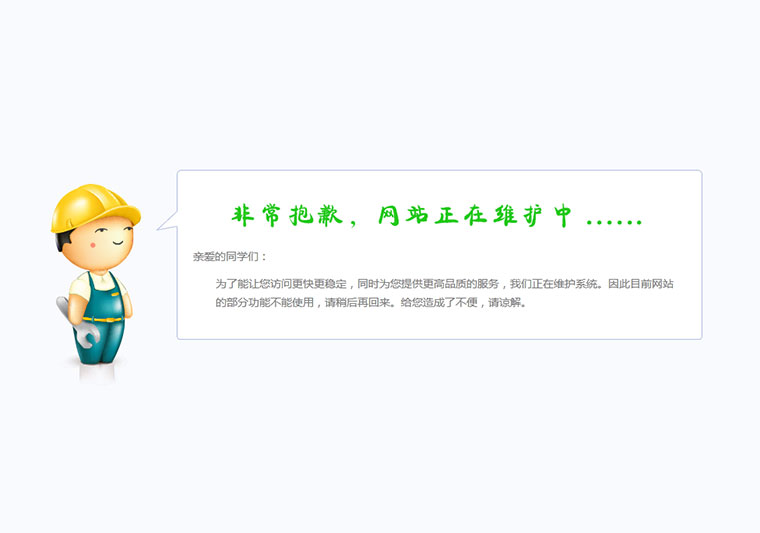 非常抱歉，网站正在维护中 ......
亲爱的同学们：
为了能让您访问更快更稳定，同时为您提供更高品质的服务，我们正在维护系统。因此目前网站
的部分功能不能使用，请稍后再回来。给您造成了不便，请谅解。